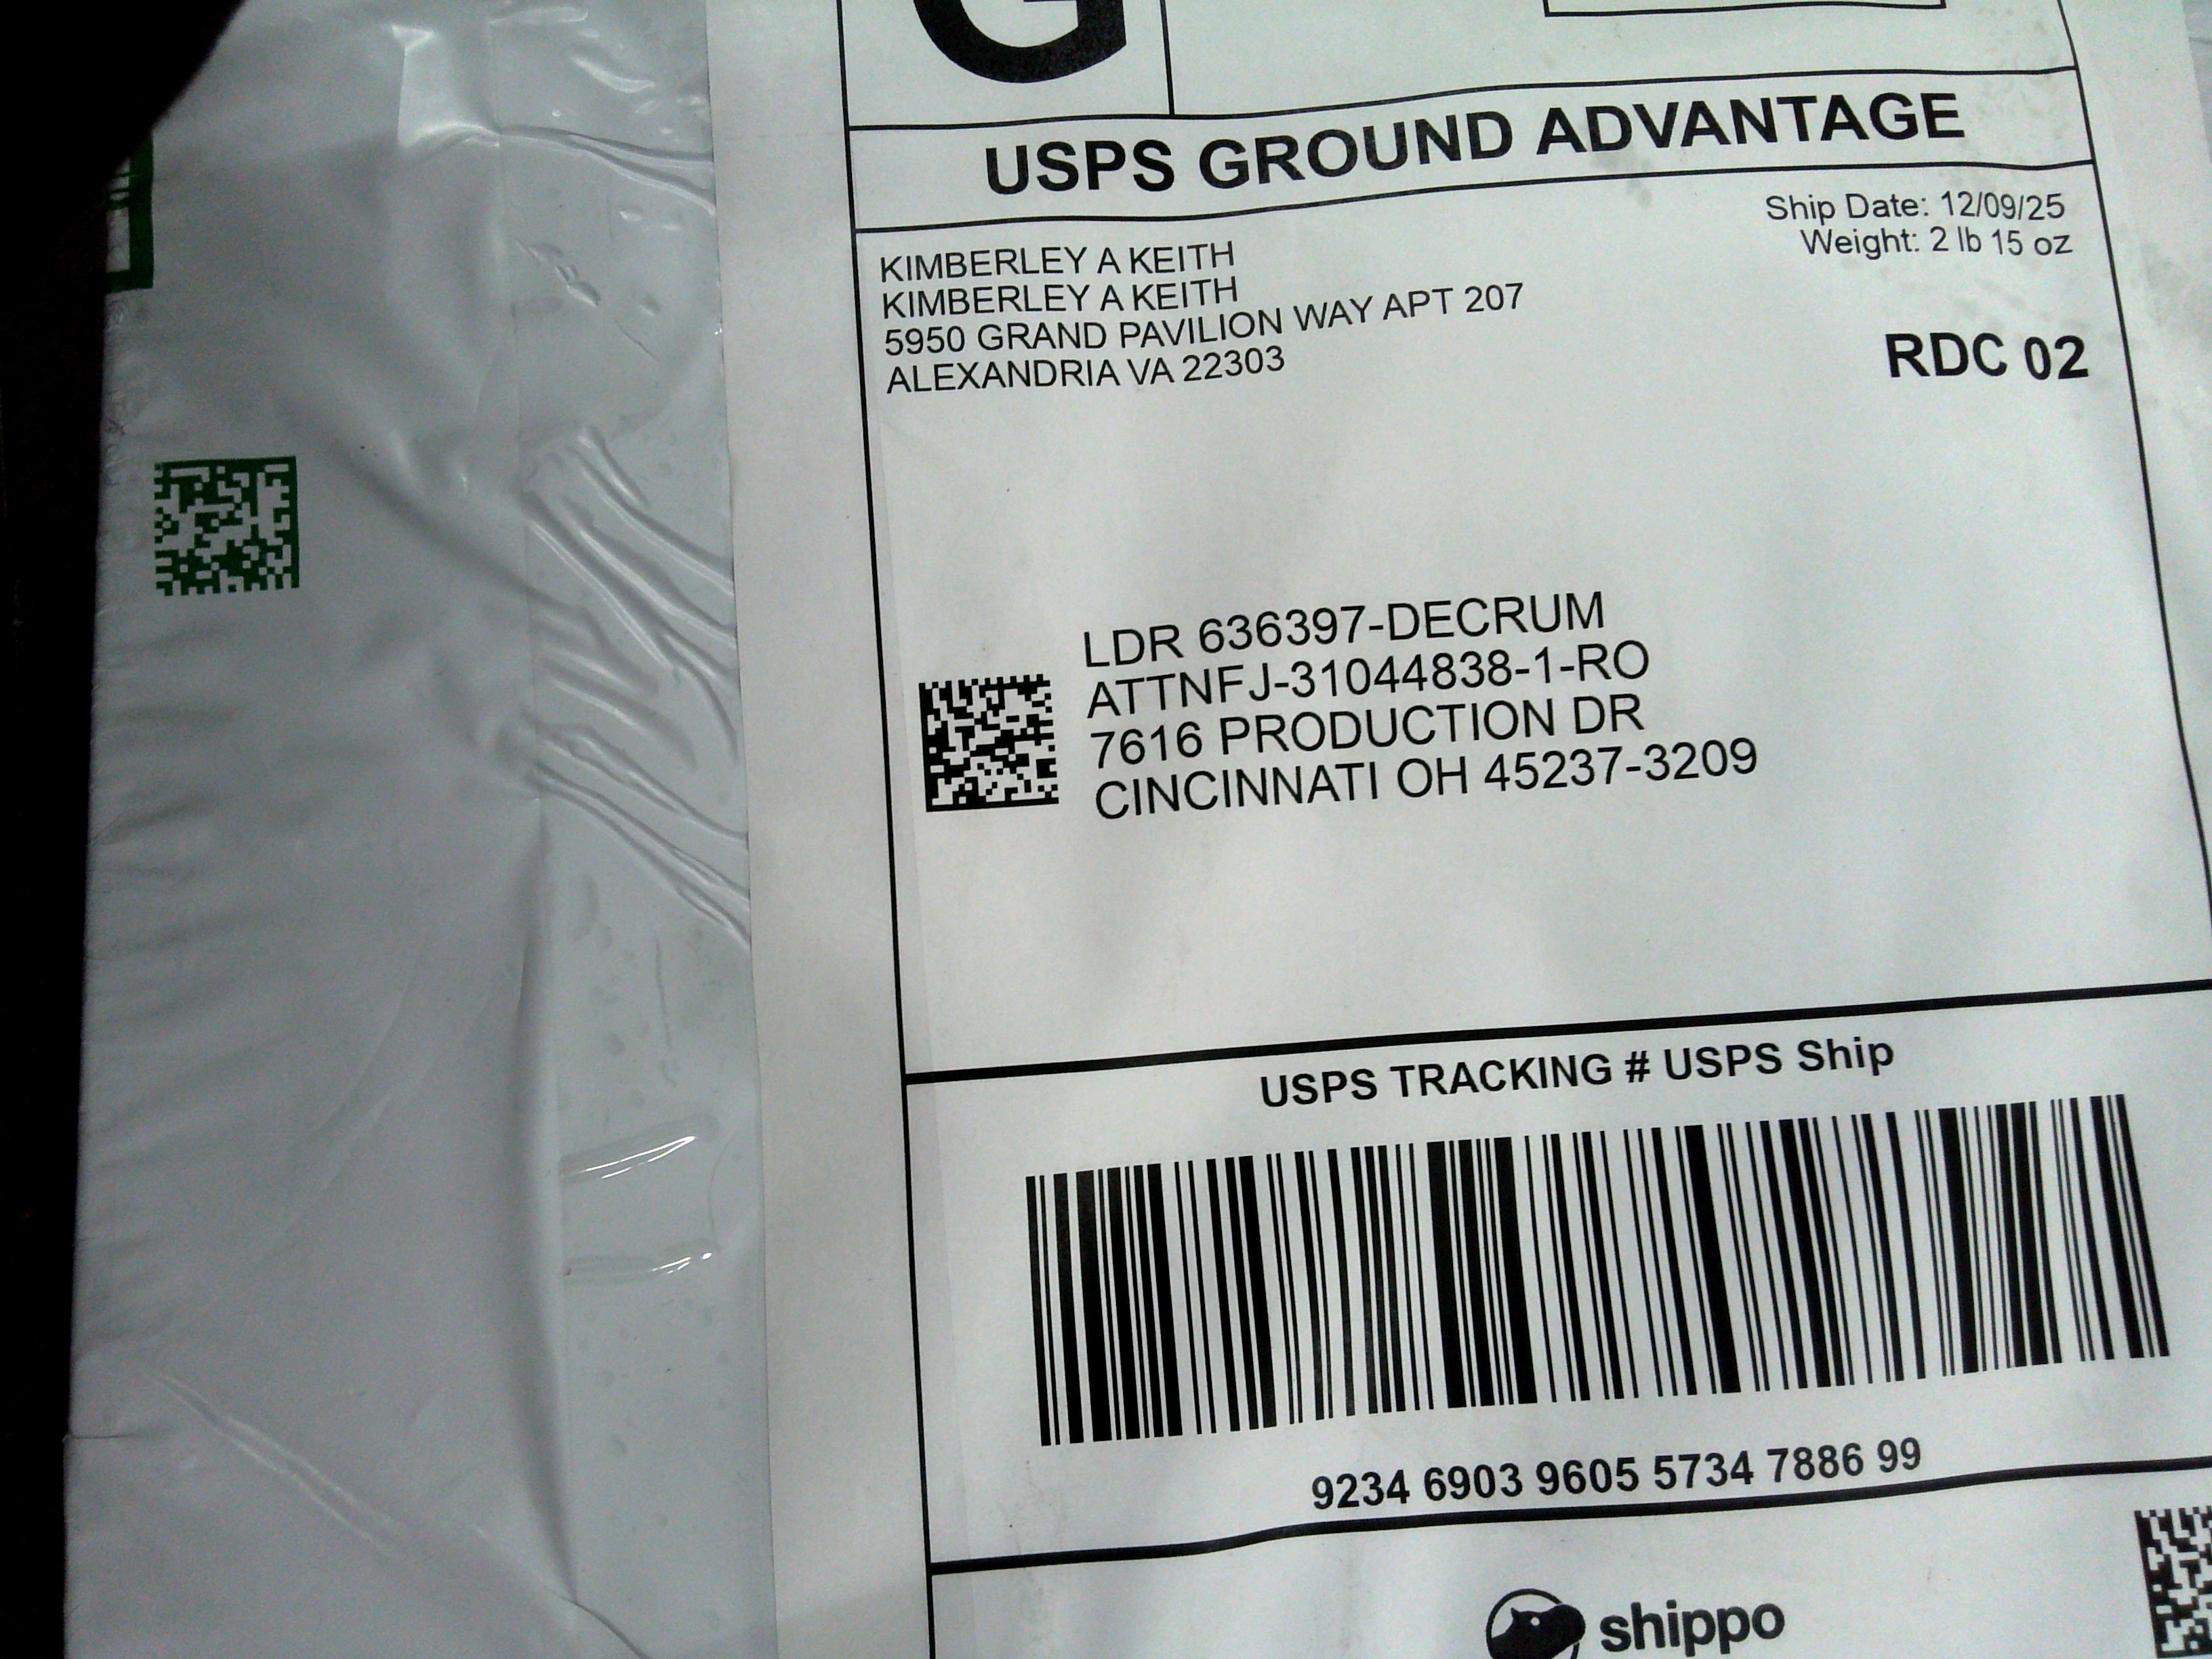 G
USPS GROUND ADVANTAGE
Ship Date: 12/09/25
Weight: 2 lb 15 oz
KIMBERLEY A KEITH
KIMBERLEY A KEITH
5950 GRAND PAVILION WAY APT 207
ALEXANDRIA VA 22303
RDC 02
LDR 636397-DECRUM
ATTNFJ-31044838-1-RO
7616 PRODUCTION DR
CINCINNATI OH 45237-3209
USPS TRACKING # USPS Ship
9234 6903 9605 5734 7886 99
shippo